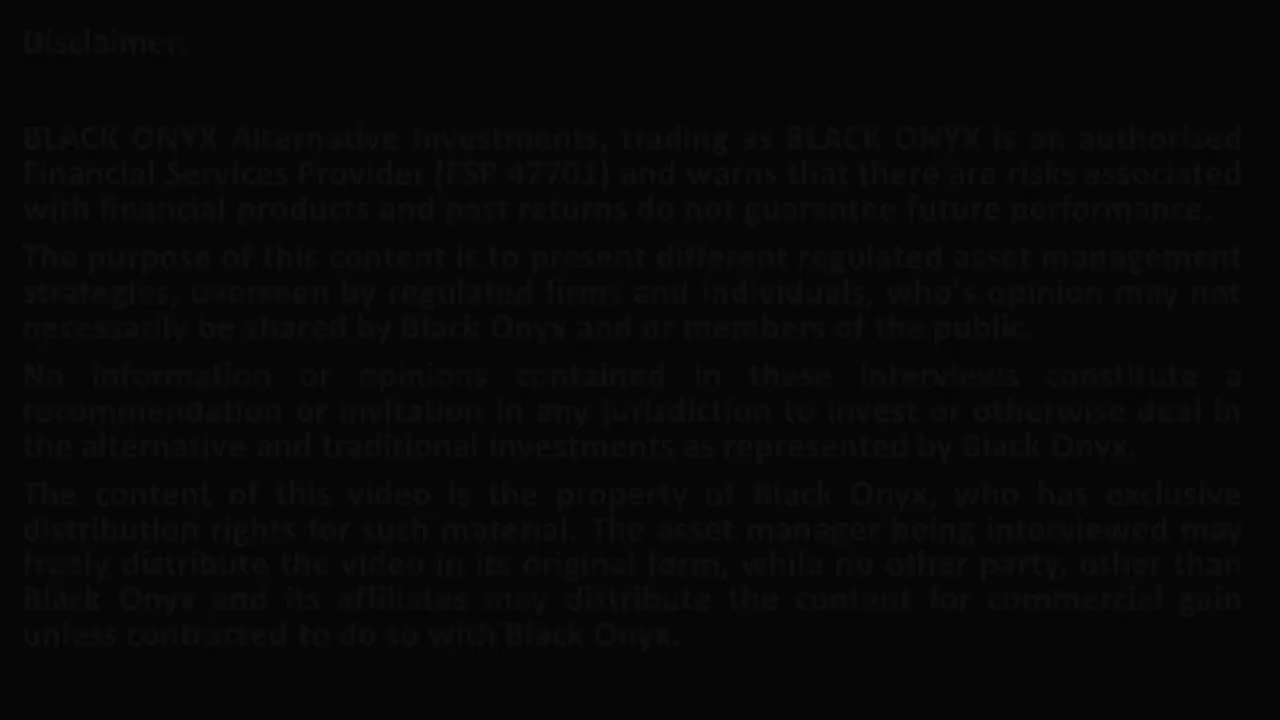 Disclaimer:
BLACK ONYX Alternative Investments, trading as BLACK ONYX is an authorised
Financial Services Provider (FSP 47701) and warns that there are risks associated
with financial products and past returns do not guarantee future performance.
The purpose of this content is to present different regulated asset management
strategies, overseen by regulated firms and individuals, who's opinion may not
necessarily be shared by Black Onyx and or members of the public.
No information or opinions contained in these interviews constitute a
recommendation or invitation in any jurisdiction to invest or otherwise deal in
the alternative and traditional investments as represented by Black Onyx.
The content of this video is the property of Black Onyx, who has exclusive
distribution rights for such material. The asset manager being interviewed may
freely distribute the video in its original form, while no other party, other than
Black Onyx and its affiliates may distribute the content for commercial gain
unless contracted to do so with Black Onyx.